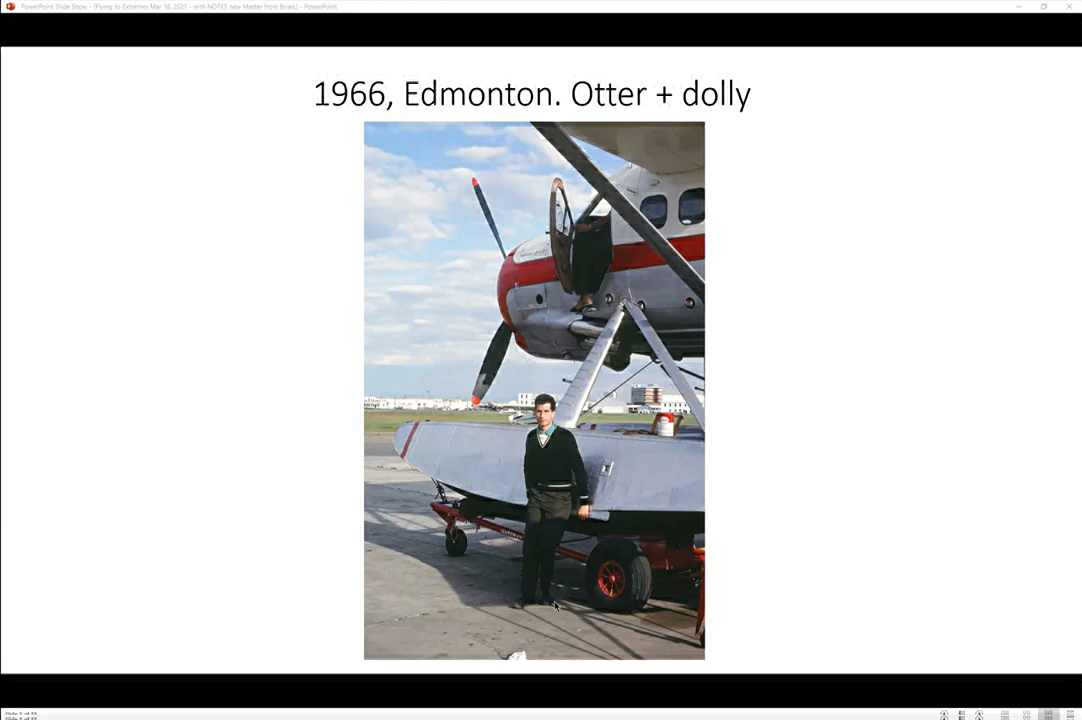 PowerPoint Slide Show - [Flying to Extremes Mar 18, 2021 - with NOTES new Master from Brian] - PowerPoint
1966, Edmonton. Otter + dolly